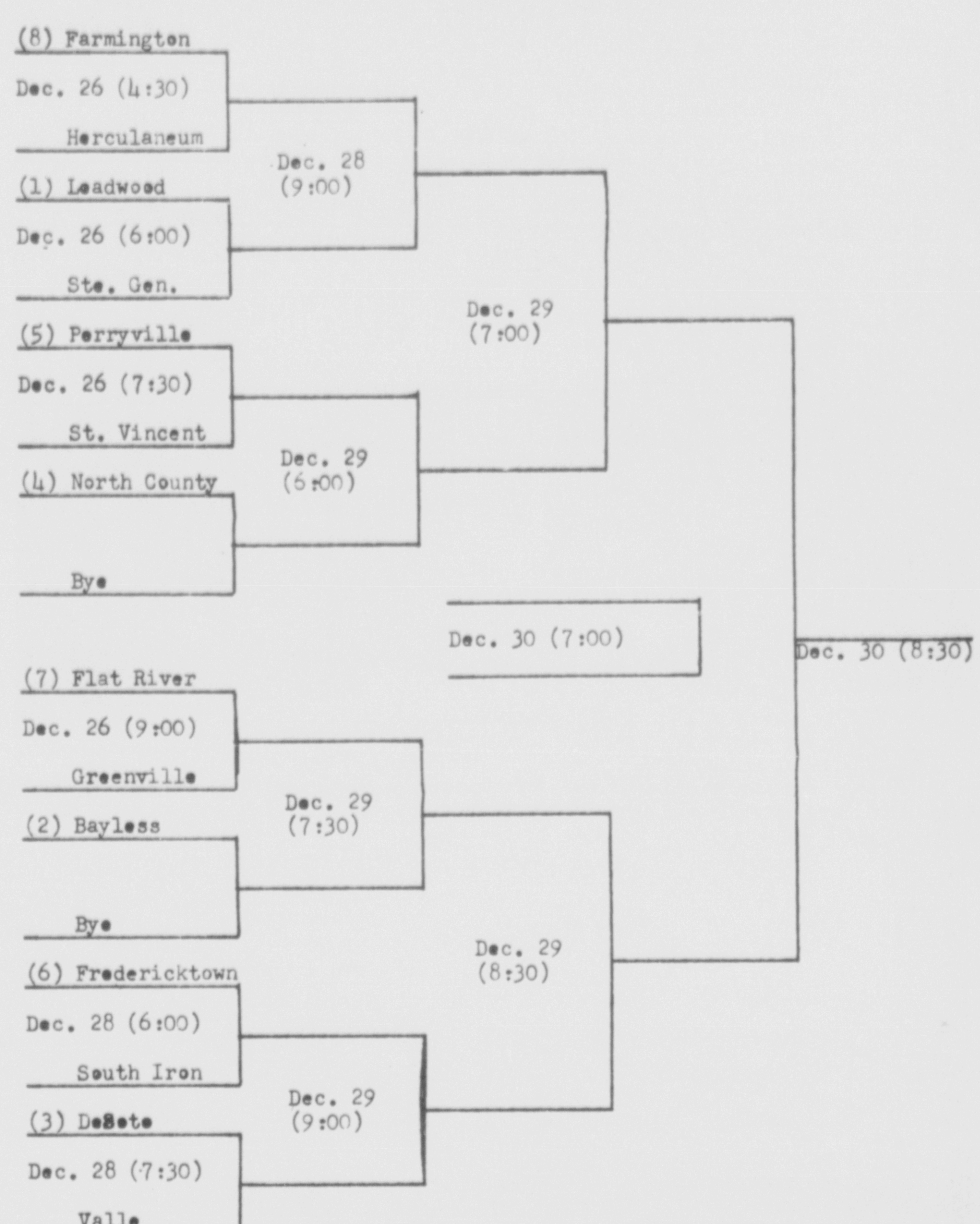 (8) Farmington
Dec. 26 (4:30)
Herculaneum
Dec. 28
(9:00)
(1) Leadwood
Dec. 26 (6:00)
Ste. Gen.
Dec. 29
(7:00)
(5) Perryville
Dec. 26 (7:30)
St. Vincent
Dec. 29
(6:00)
(4) North County
Bye
Dec. 30 (7:00)
Dec. 30 (8:30)
(7) Flat River
Dec. 26 (9:00)
Greenville
Dec. 29
(7:30)
(2) Bayless
Bye
Dec. 29
(8:30)
(6) Fredericktown
Dec. 28 (6:00)
South Iron
Dec. 29
(9:00)
(3) DeSoto
Dec. 28 (7:30)
Valle